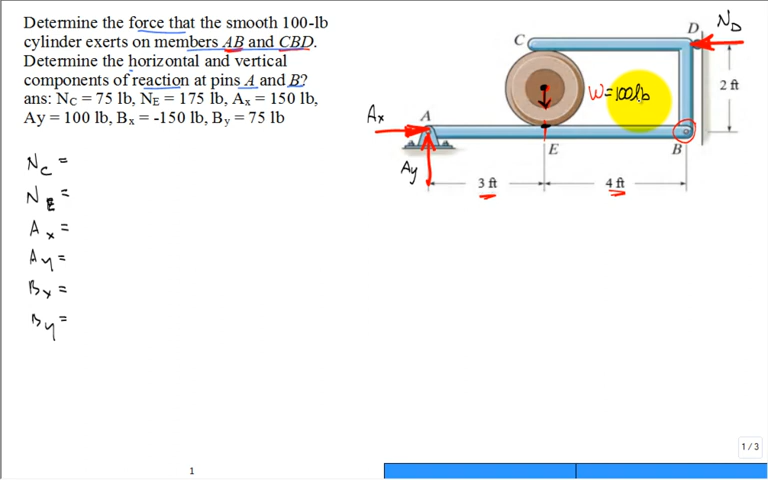 Determine the force that the smooth 100-lb
cylinder exerts on members AB and CBD.
Determine the horizontal and vertical
components of reaction at pins A and B?
ans: NC = 75 lb, NE = 175 lb, Ax = 150 lb,
Ay = 100 lb, Bx = -150 lb, By = 75 lb
NC =
NE =
Ax =
Ay =
Bx =
By =
D
ND
C
W=100lb
2 ft
Ax
A
E
B
Ay
3 ft
4 ft
1 / 3
1